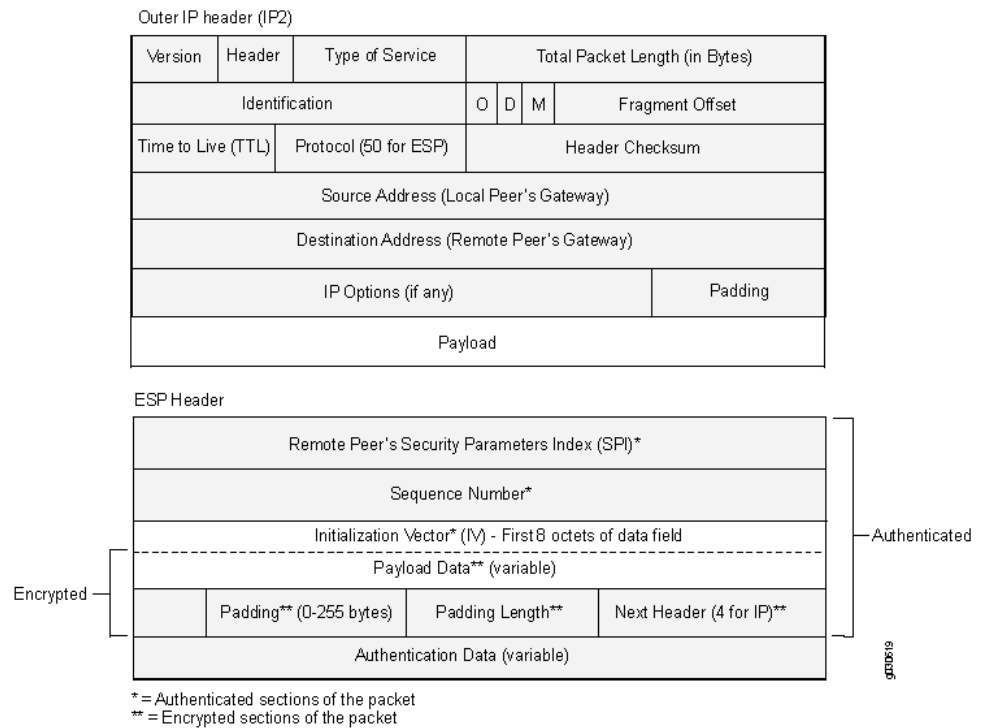 Outer IP header (IP2)
Version Header Type of Service Total Packet Length (in Bytes)
Identification O D M Fragment Offset
Time to Live (TTL) Protocol (50 for ESP) Header Checksum
Source Address (Local Peer's Gateway)
Destination Address (Remote Peer's Gateway)
IP Options (if any) Padding
Payload
ESP Header
Remote Peer's Security Parameters Index (SPI)*
Sequence Number*
Initialization Vector* (IV) - First 8 octets of data field
Authenticated
Payload Data** (variable)
Encrypted
Padding** (0-255 bytes) Padding Length** Next Header (4 for IP)**
Authentication Data (variable)
g030619
* = Authenticated sections of the packet
** = Encrypted sections of the packet